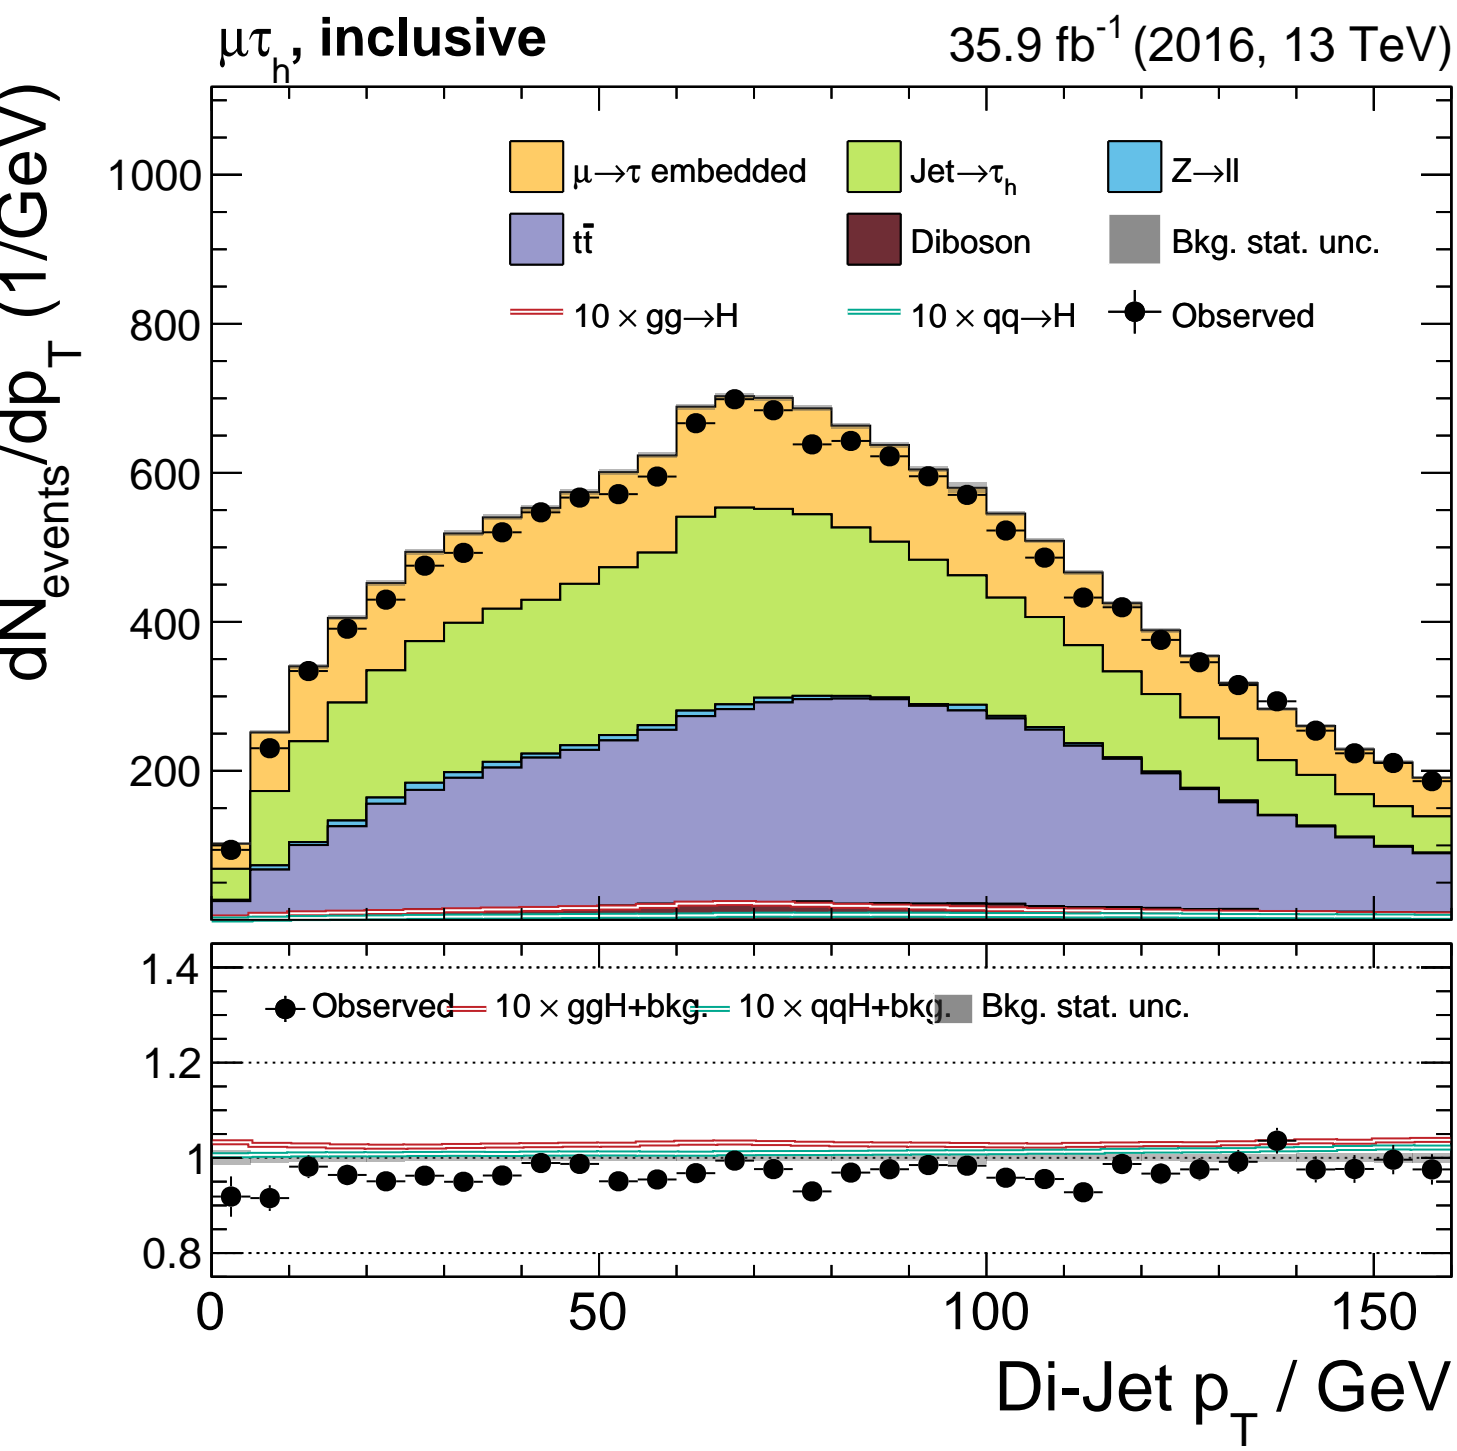 μτh, inclusive 35.9 fb-1 (2016, 13 TeV)
dNevents/dpT (1/GeV)
1000
800
600
400
200
μ→τ embedded Jet→τh Z→ll
tt̄ Diboson Bkg. stat. unc.
10 × gg→H 10 × qq→H Observed
1.4
1.2
1
0.8
Observed 10 × ggH+bkg. 10 × qqH+bkg. Bkg. stat. unc.
0 50 100 150
Di-Jet pT / GeV